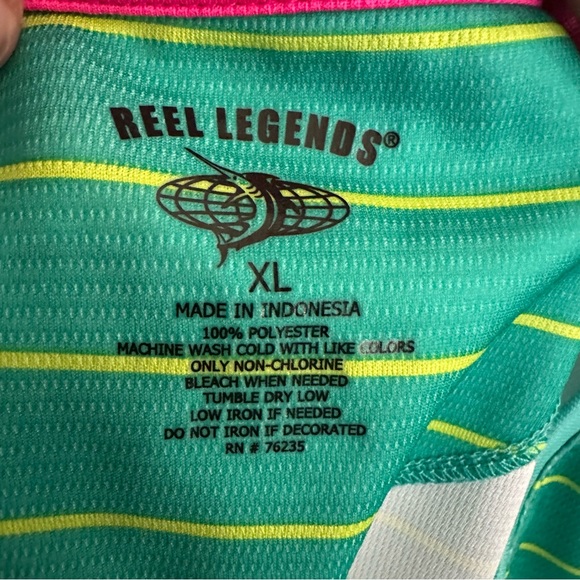 REEL LEGENDS®
XL
MADE IN INDONESIA
100% POLYESTER
MACHINE WASH COLD WITH LIKE COLORS
ONLY NON-CHLORINE
BLEACH WHEN NEEDED
TUMBLE DRY LOW
LOW IRON IF NEEDED
DO NOT IRON IF DECORATED
RN # 76235